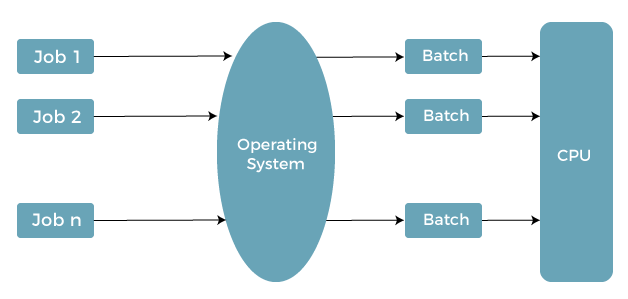 Job 1
Batch
Job 2
Batch
Operating
System
CPU
Job n
Batch